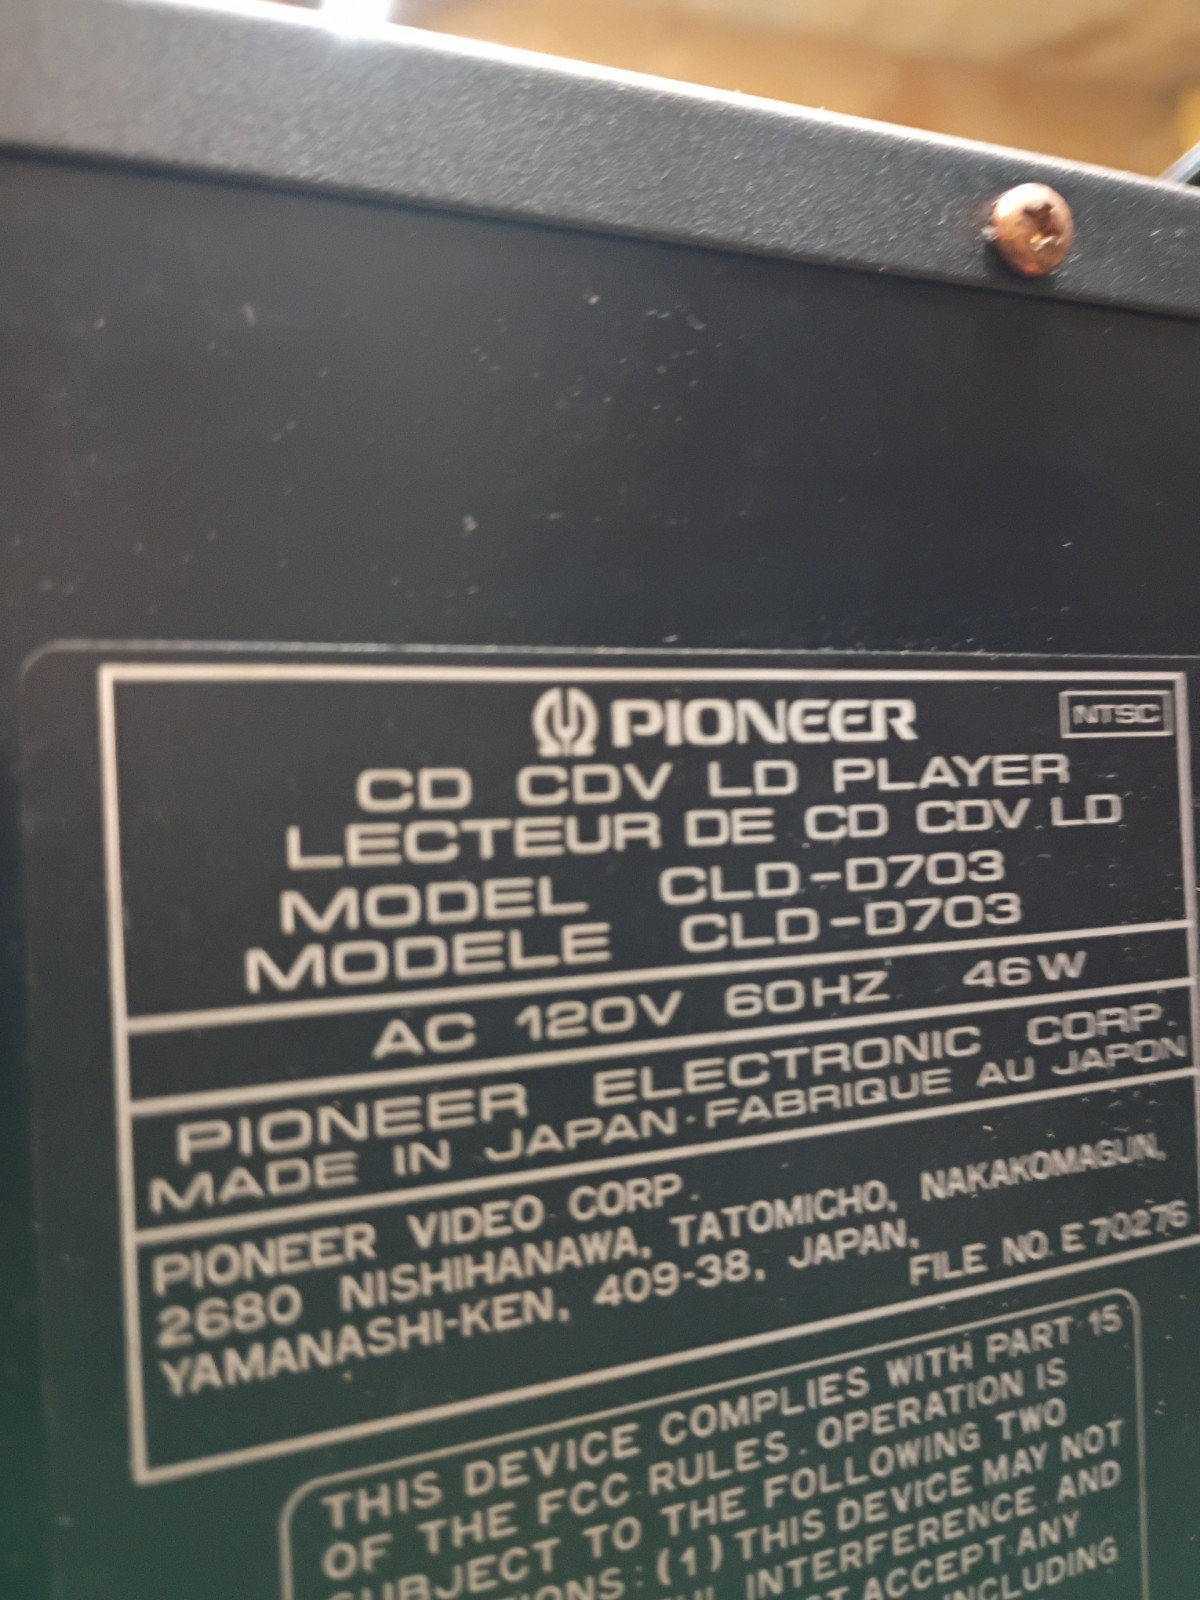 PIONEER NTSC
CD CDV LD PLAYER
LECTEUR DE CD CDV LD
MODEL CLD-D703
MODELE CLD-D703
AC 120V 60HZ 46W
PIONEER ELECTRONIC CORP.
MADE IN JAPAN·FABRIQUE AU JAPON
PIONEER VIDEO CORP.
2680 NISHIHANAWA, TATOMICHO, NAKAKOMAGUN,
YAMANASHI-KEN, 409-38, JAPAN,
FILE NO. E 70276
THIS DEVICE COMPLIES WITH PART 15
OF THE FCC RULES. OPERATION IS
SUBJECT TO THE FOLLOWING TWO
: (1) THIS DEVICE MAY NOT
INTERFERENCE AND
ACCEPT ANY
INCLUDING